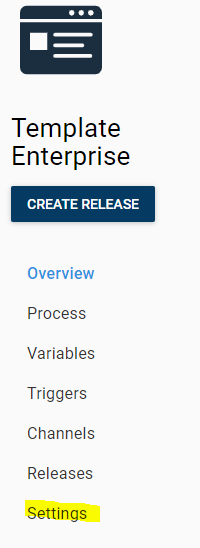 Template
Enterprise
CREATE RELEASE
Overview
Process
Variables
Triggers
Channels
Releases
Settings